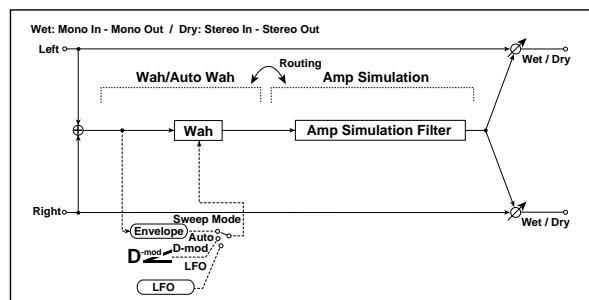 Wet: Mono In - Mono Out / Dry: Stereo In - Stereo Out
Left
Wet / Dry
Routing
Wah/Auto Wah
Amp Simulation
Wah
Amp Simulation Filter
Right
Wet / Dry
Sweep Mode
Envelope
Auto
D-mod
D-mod
LFO
LFO